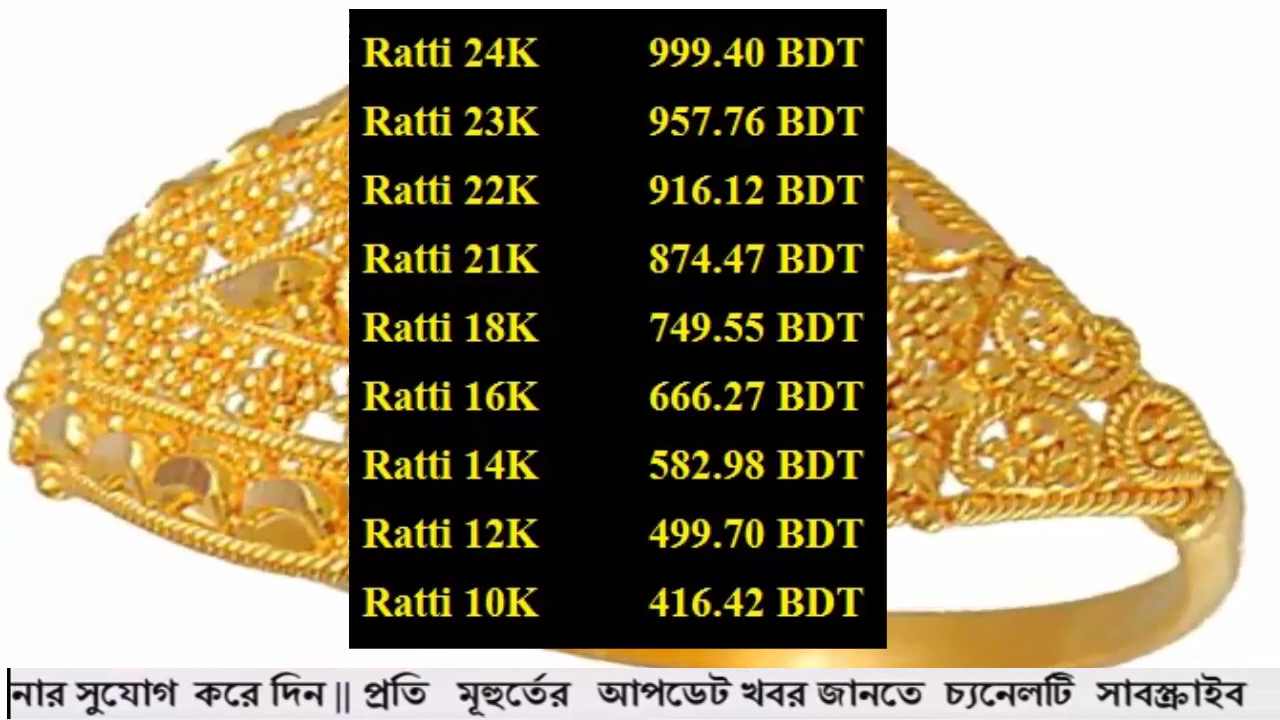 Ratti 24K 999.40 BDT
Ratti 23K 957.76 BDT
Ratti 22K 916.12 BDT
Ratti 21K 874.47 BDT
Ratti 18K 749.55 BDT
Ratti 16K 666.27 BDT
Ratti 14K 582.98 BDT
Ratti 12K 499.70 BDT
Ratti 10K 416.42 BDT
নার সুযোগ করে দিন || প্রতি মূহুর্তের আপডেট খবর জানতে চ্যনেলটি সাবস্ক্রাইব